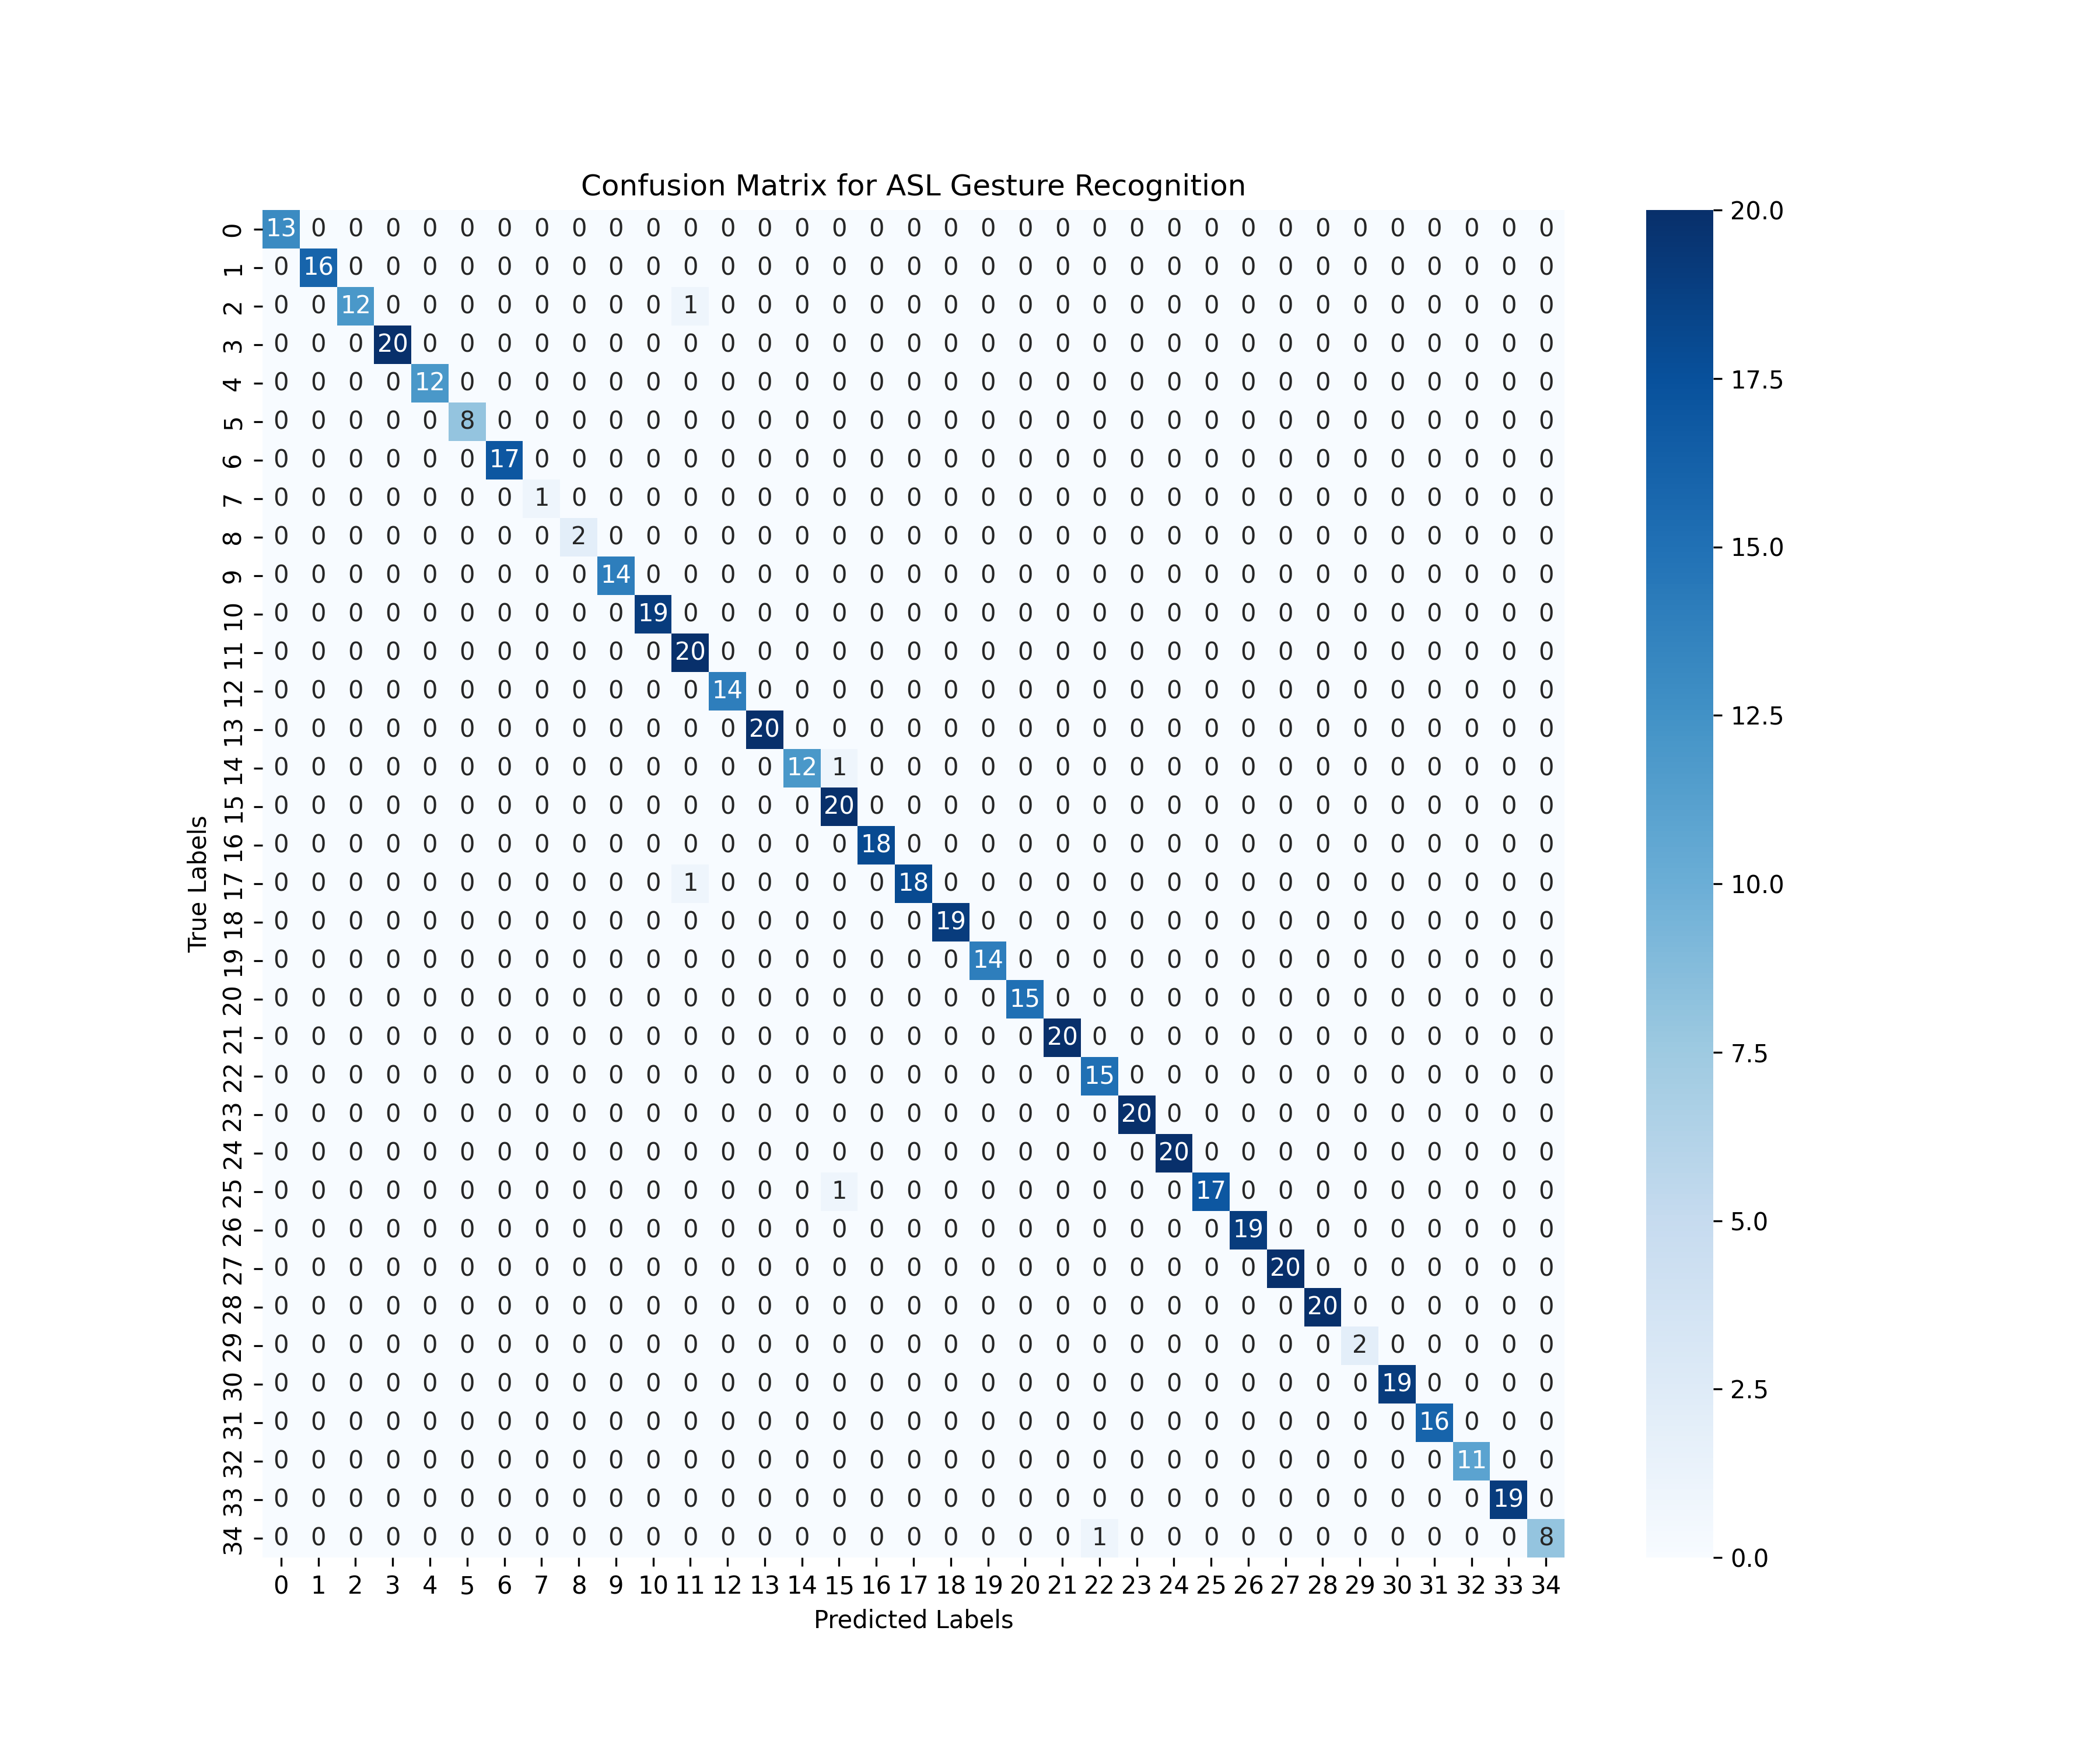 Confusion Matrix for ASL Gesture Recognition
0 13 0 0 0 0 0 0 0 0 0 0 0 0 0 0 0 0 0 0 0 0 0 0 0 0 0 0 0 0 0 0 0 0 0 0 20.0
1 0 16 0 0 0 0 0 0 0 0 0 0 0 0 0 0 0 0 0 0 0 0 0 0 0 0 0 0 0 0 0 0 0 0 0
2 0 0 12 0 0 0 0 0 0 0 0 1 0 0 0 0 0 0 0 0 0 0 0 0 0 0 0 0 0 0 0 0 0 0 0
3 0 0 0 20 0 0 0 0 0 0 0 0 0 0 0 0 0 0 0 0 0 0 0 0 0 0 0 0 0 0 0 0 0 0 0
4 0 0 0 0 12 0 0 0 0 0 0 0 0 0 0 0 0 0 0 0 0 0 0 0 0 0 0 0 0 0 0 0 0 0 0 17.5
5 0 0 0 0 0 8 0 0 0 0 0 0 0 0 0 0 0 0 0 0 0 0 0 0 0 0 0 0 0 0 0 0 0 0 0
6 0 0 0 0 0 0 17 0 0 0 0 0 0 0 0 0 0 0 0 0 0 0 0 0 0 0 0 0 0 0 0 0 0 0 0
7 0 0 0 0 0 0 0 1 0 0 0 0 0 0 0 0 0 0 0 0 0 0 0 0 0 0 0 0 0 0 0 0 0 0 0
8 0 0 0 0 0 0 0 0 2 0 0 0 0 0 0 0 0 0 0 0 0 0 0 0 0 0 0 0 0 0 0 0 0 0 0 15.0
9 0 0 0 0 0 0 0 0 0 14 0 0 0 0 0 0 0 0 0 0 0 0 0 0 0 0 0 0 0 0 0 0 0 0 0
10 0 0 0 0 0 0 0 0 0 0 19 0 0 0 0 0 0 0 0 0 0 0 0 0 0 0 0 0 0 0 0 0 0 0 0
11 0 0 0 0 0 0 0 0 0 0 0 20 0 0 0 0 0 0 0 0 0 0 0 0 0 0 0 0 0 0 0 0 0 0 0
12 0 0 0 0 0 0 0 0 0 0 0 0 14 0 0 0 0 0 0 0 0 0 0 0 0 0 0 0 0 0 0 0 0 0 0
13 0 0 0 0 0 0 0 0 0 0 0 0 0 20 0 0 0 0 0 0 0 0 0 0 0 0 0 0 0 0 0 0 0 0 0 12.5
14 0 0 0 0 0 0 0 0 0 0 0 0 0 0 12 1 0 0 0 0 0 0 0 0 0 0 0 0 0 0 0 0 0 0 0
15 0 0 0 0 0 0 0 0 0 0 0 0 0 0 0 20 0 0 0 0 0 0 0 0 0 0 0 0 0 0 0 0 0 0 0
16 0 0 0 0 0 0 0 0 0 0 0 0 0 0 0 0 18 0 0 0 0 0 0 0 0 0 0 0 0 0 0 0 0 0 0
True Labels
17 0 0 0 0 0 0 0 0 0 0 0 1 0 0 0 0 0 18 0 0 0 0 0 0 0 0 0 0 0 0 0 0 0 0 0 10.0
18 0 0 0 0 0 0 0 0 0 0 0 0 0 0 0 0 0 0 19 0 0 0 0 0 0 0 0 0 0 0 0 0 0 0 0
19 0 0 0 0 0 0 0 0 0 0 0 0 0 0 0 0 0 0 0 14 0 0 0 0 0 0 0 0 0 0 0 0 0 0 0
20 0 0 0 0 0 0 0 0 0 0 0 0 0 0 0 0 0 0 0 0 15 0 0 0 0 0 0 0 0 0 0 0 0 0 0
21 0 0 0 0 0 0 0 0 0 0 0 0 0 0 0 0 0 0 0 0 0 20 0 0 0 0 0 0 0 0 0 0 0 0 0 7.5
22 0 0 0 0 0 0 0 0 0 0 0 0 0 0 0 0 0 0 0 0 0 0 15 0 0 0 0 0 0 0 0 0 0 0 0
23 0 0 0 0 0 0 0 0 0 0 0 0 0 0 0 0 0 0 0 0 0 0 0 20 0 0 0 0 0 0 0 0 0 0 0
24 0 0 0 0 0 0 0 0 0 0 0 0 0 0 0 0 0 0 0 0 0 0 0 0 20 0 0 0 0 0 0 0 0 0 0
25 0 0 0 0 0 0 0 0 0 0 0 0 0 0 0 1 0 0 0 0 0 0 0 0 0 17 0 0 0 0 0 0 0 0 0
26 0 0 0 0 0 0 0 0 0 0 0 0 0 0 0 0 0 0 0 0 0 0 0 0 0 0 19 0 0 0 0 0 0 0 0 5.0
27 0 0 0 0 0 0 0 0 0 0 0 0 0 0 0 0 0 0 0 0 0 0 0 0 0 0 0 20 0 0 0 0 0 0 0
28 0 0 0 0 0 0 0 0 0 0 0 0 0 0 0 0 0 0 0 0 0 0 0 0 0 0 0 0 20 0 0 0 0 0 0
29 0 0 0 0 0 0 0 0 0 0 0 0 0 0 0 0 0 0 0 0 0 0 0 0 0 0 0 0 0 2 0 0 0 0 0
30 0 0 0 0 0 0 0 0 0 0 0 0 0 0 0 0 0 0 0 0 0 0 0 0 0 0 0 0 0 0 19 0 0 0 0 2.5
31 0 0 0 0 0 0 0 0 0 0 0 0 0 0 0 0 0 0 0 0 0 0 0 0 0 0 0 0 0 0 0 16 0 0 0
32 0 0 0 0 0 0 0 0 0 0 0 0 0 0 0 0 0 0 0 0 0 0 0 0 0 0 0 0 0 0 0 0 11 0 0
33 0 0 0 0 0 0 0 0 0 0 0 0 0 0 0 0 0 0 0 0 0 0 0 0 0 0 0 0 0 0 0 0 0 19 0
34 0 0 0 0 0 0 0 0 0 0 0 0 0 0 0 0 0 0 0 0 0 0 1 0 0 0 0 0 0 0 0 0 0 0 8 0.0
0 1 2 3 4 5 6 7 8 9 10 11 12 13 14 15 16 17 18 19 20 21 22 23 24 25 26 27 28 29 30 31 32 33 34
Predicted Labels